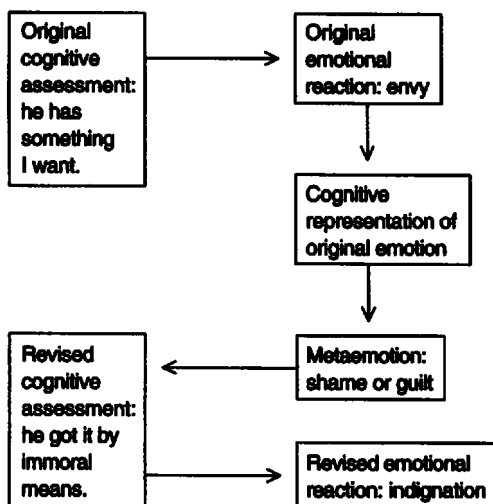 Original
cognitive
assessment:
he has
something
I want.
Original
emotional
reaction: envy
Cognitive
representation of
original emotion
Metaemotion:
shame or guilt
Revised
cognitive
assessment:
he got it by
immoral
means.
Revised emotional
reaction: indignation